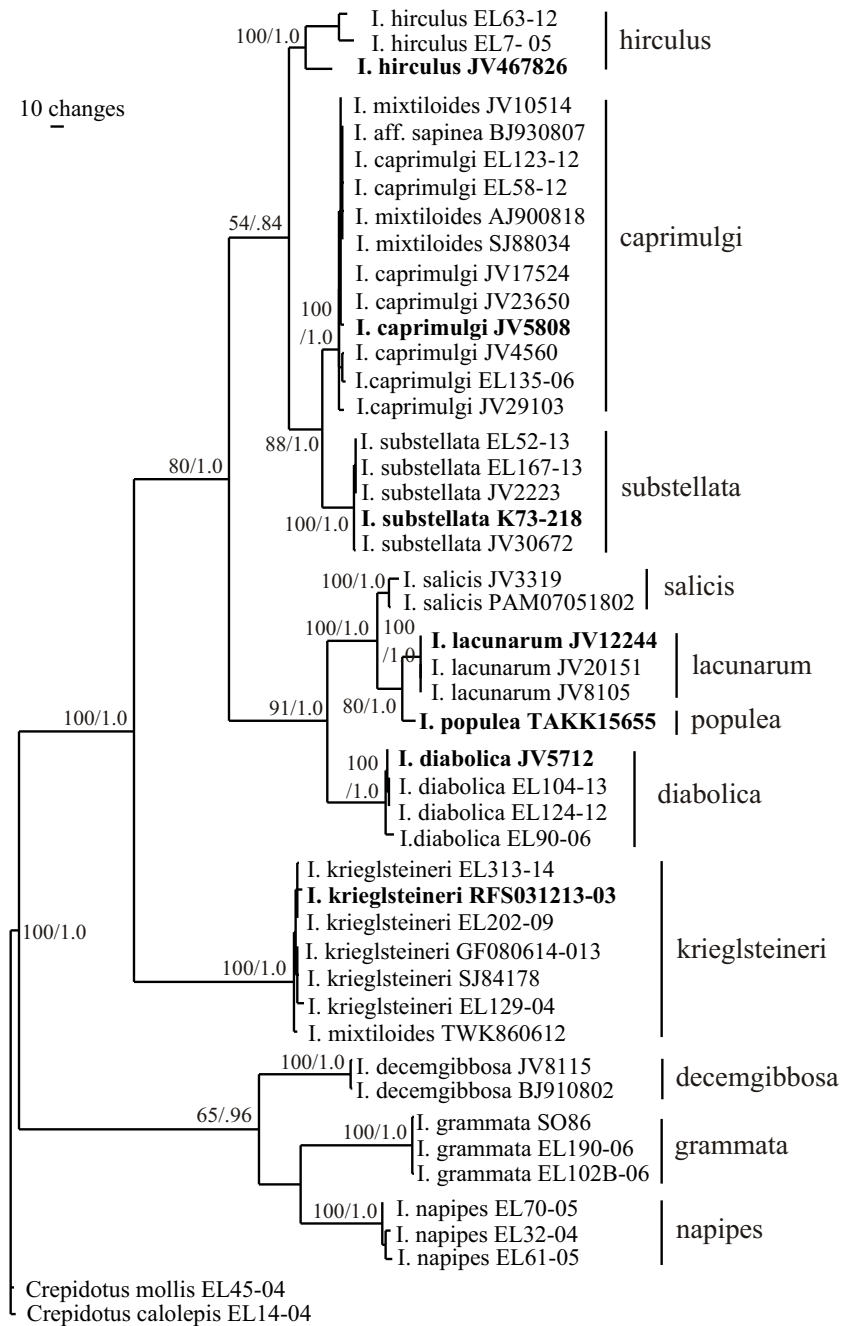 I. hirculus EL63-12
100/1.0
I. hirculus EL7- 05
hirculus
I. hirculus JV467826
10 changes
I. mixtiloides JV10514
I. aff. sapinea BJ930807
I. caprimulgi EL123-12
I. caprimulgi EL58-12
I. mixtiloides AJ900818
54/.84
I. mixtiloides SJ88034
caprimulgi
I. caprimulgi JV17524
I. caprimulgi JV23650
100
/1.0
I. caprimulgi JV5808
I. caprimulgi JV4560
I.caprimulgi EL135-06
I.caprimulgi JV29103
88/1.0
I. substellata EL52-13
80/1.0
I. substellata EL167-13
I. substellata JV2223
substellata
I. substellata K73-218
100/1.0
I. substellata JV30672
100/1.0
I. salicis JV3319
salicis
I. salicis PAM07051802
100/1.0
100
/1.0
I. lacunarum JV12244
I. lacunarum JV20151
lacunarum
I. lacunarum JV8105
91/1.0
80/1.0
I. populea TAKK15655
populea
100/1.0
I. diabolica JV5712
100
/1.0
I. diabolica EL104-13
diabolica
I. diabolica EL124-12
I.diabolica EL90-06
I. krieglsteineri EL313-14
I. krieglsteineri RFS031213-03
I. krieglsteineri EL202-09
100/1.0
I. krieglsteineri GF080614-013
krieglsteineri
100/1.0
I. krieglsteineri SJ84178
I. krieglsteineri EL129-04
I. mixtiloides TWK860612
100/1.0
I. decemgibbosa JV8115
decemgibbosa
I. decemgibbosa BJ910802
65/.96
I. grammata SO86
100/1.0
I. grammata EL190-06
grammata
I. grammata EL102B-06
100/1.0
I. napipes EL70-05
I. napipes EL32-04
napipes
I. napipes EL61-05
Crepidotus mollis EL45-04
Crepidotus calolepis EL14-04